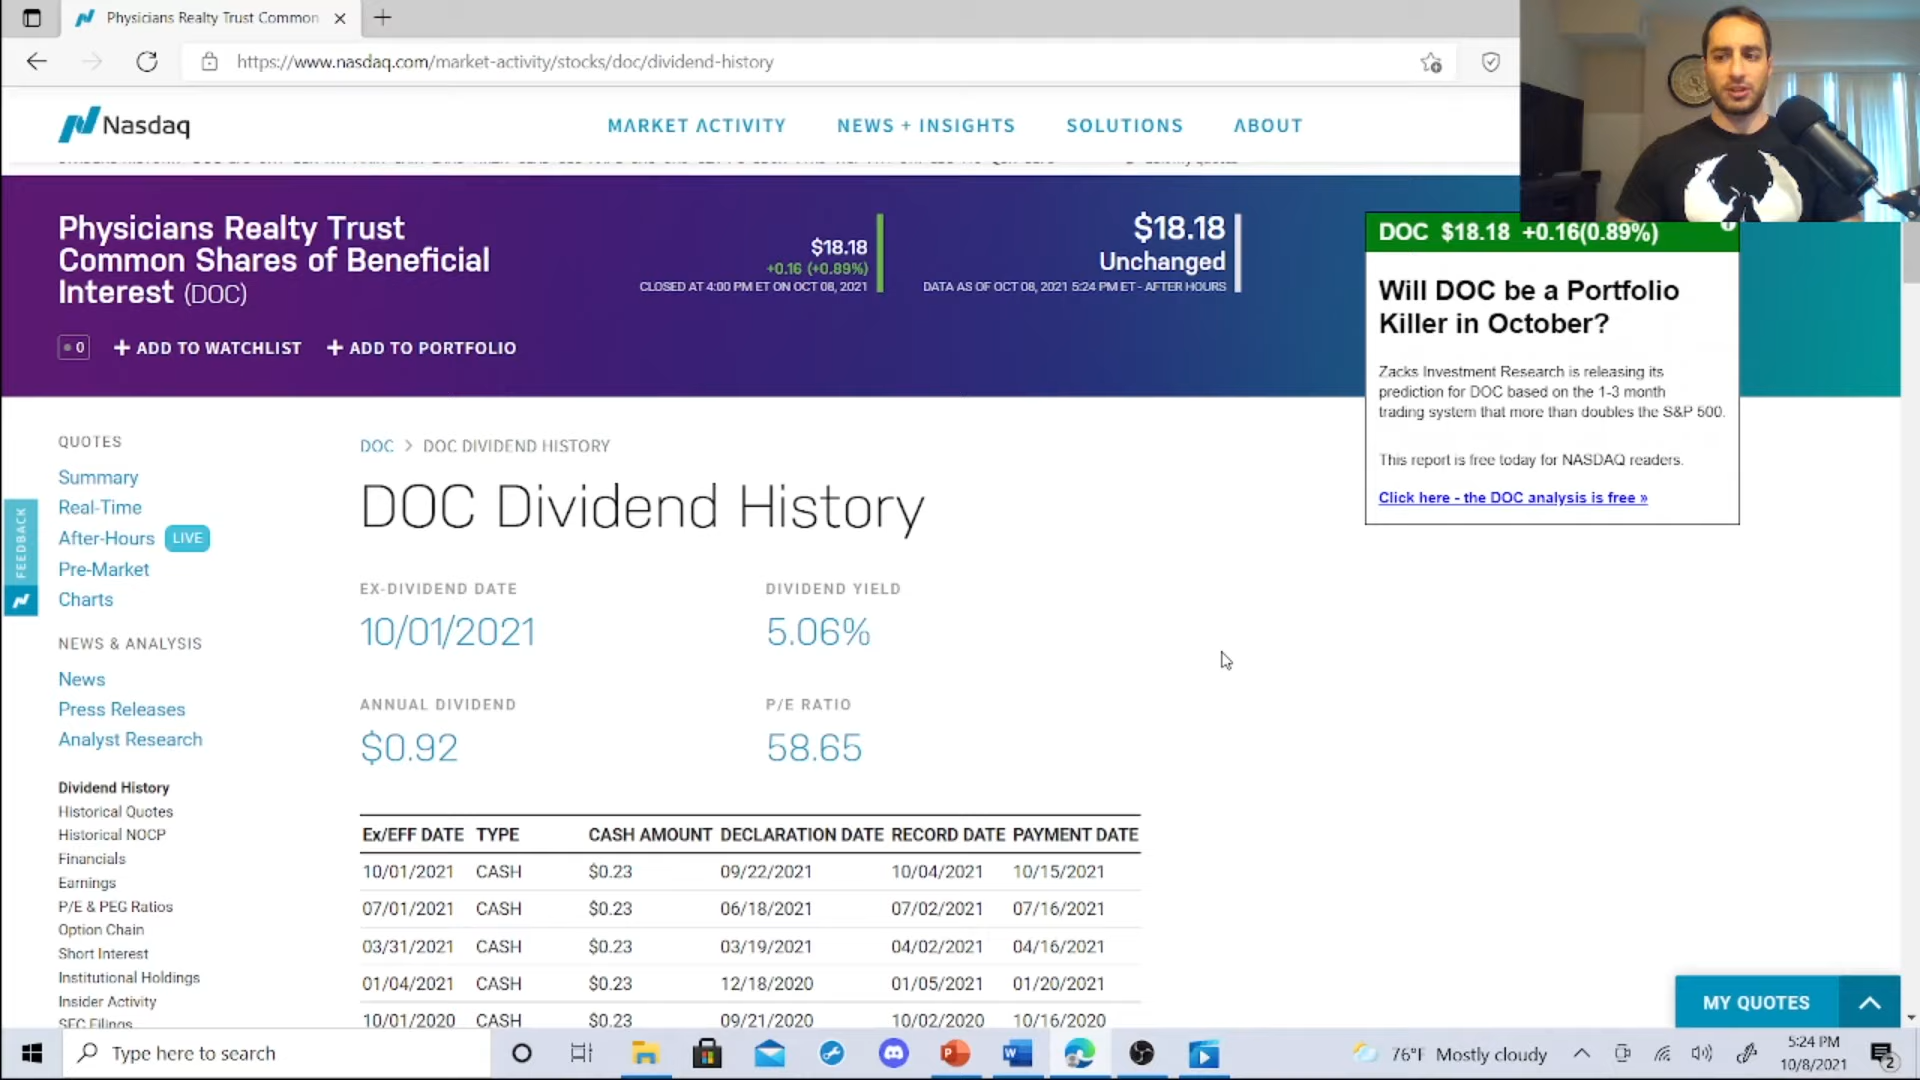 Physicians Realty Trust Common
https://www.nasdaq.com/market-activity/stocks/doc/dividend-history
Nasdaq
MARKET ACTIVITY
NEWS + INSIGHTS
SOLUTIONS
ABOUT
Physicians Realty Trust
Common Shares of Beneficial
Interest (DOC)
$18.18
+0.16 (+0.89%)
CLOSED AT 4:00 PM ET ON OCT 08, 2021
$18.18
Unchanged
DATA AS OF OCT 08, 2021 5:24 PM ET - AFTER HOURS
0
+ ADD TO WATCHLIST
+ ADD TO PORTFOLIO
DOC $18.18 +0.16(0.89%)
Will DOC be a Portfolio
Killer in October?
Zacks Investment Research is releasing its
prediction for DOC based on the 1-3 month
trading system that more than doubles the S&P 500.
This report is free today for NASDAQ readers.
Click here - the DOC analysis is free »
FEEDBACK
QUOTES
Summary
Real-Time
After-Hours LIVE
Pre-Market
Charts
NEWS & ANALYSIS
News
Press Releases
Analyst Research
Dividend History
Historical Quotes
Historical NOCP
Financials
Earnings
P/E & PEG Ratios
Option Chain
Short Interest
Institutional Holdings
Insider Activity
SEC Filings
DOC > DOC DIVIDEND HISTORY
DOC Dividend History
EX-DIVIDEND DATE
10/01/2021
DIVIDEND YIELD
5.06%
ANNUAL DIVIDEND
$0.92
P/E RATIO
58.65
Ex/EFF DATE TYPE CASH AMOUNT DECLARATION DATE RECORD DATE PAYMENT DATE
10/01/2021 CASH $0.23 09/22/2021 10/04/2021 10/15/2021
07/01/2021 CASH $0.23 06/18/2021 07/02/2021 07/16/2021
03/31/2021 CASH $0.23 03/19/2021 04/02/2021 04/16/2021
01/04/2021 CASH $0.23 12/18/2020 01/05/2021 01/20/2021
10/01/2020 CASH $0.23 09/21/2020 10/02/2020 10/16/2020
MY QUOTES
Type here to search
76°F Mostly cloudy
5:24 PM
10/8/2021
2